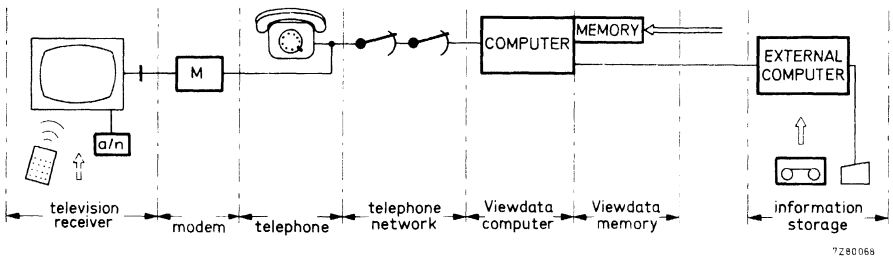 COMPUTER
MEMORY
EXTERNAL
COMPUTER
M
a/n
television
receiver
modem
telephone
telephone
network
Viewdata
computer
Viewdata
memory
information
storage
7Z80068